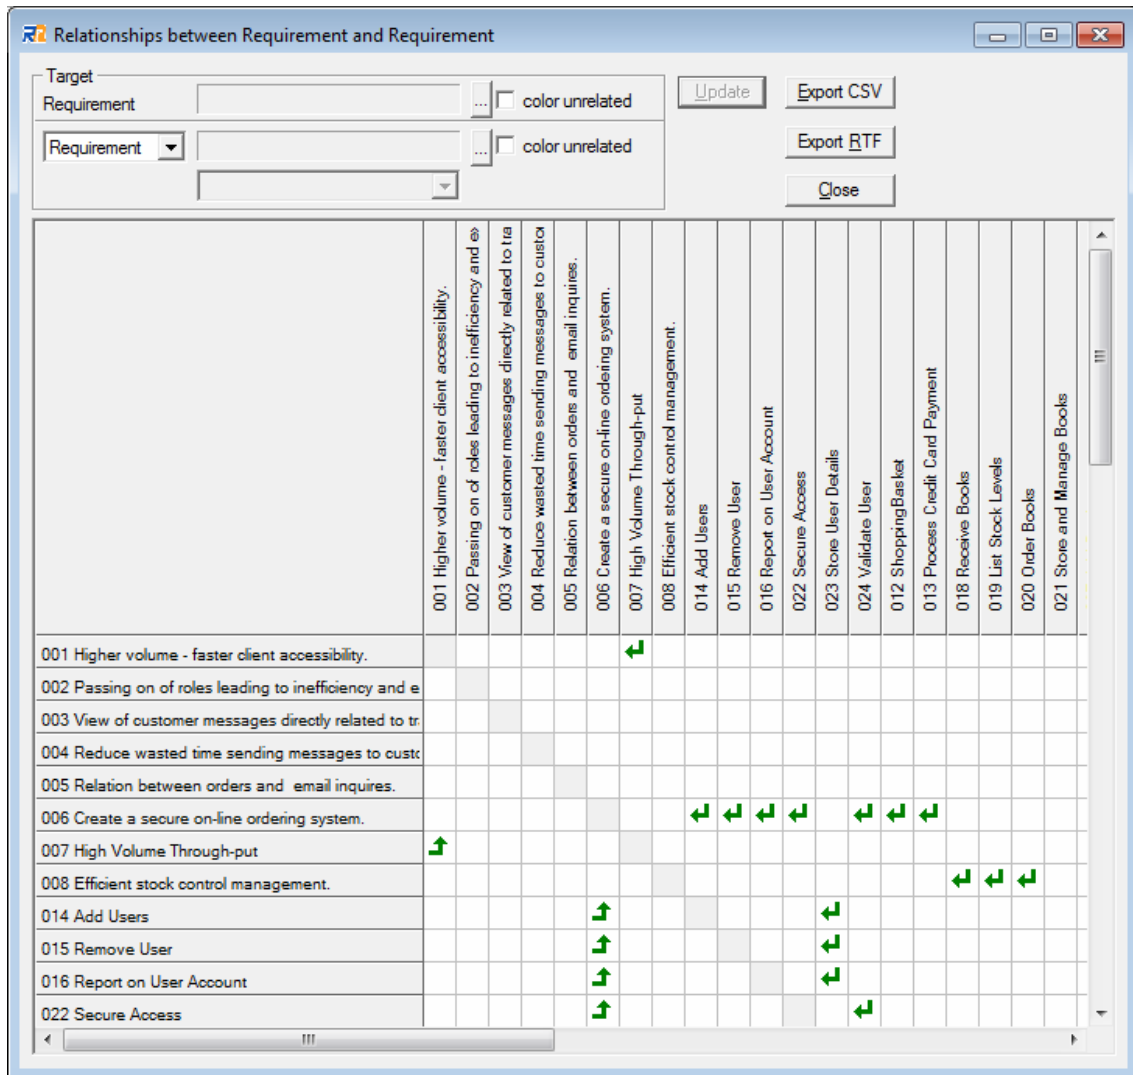 Relationships between Requirement and Requirement
Target
Requirement
... color unrelated
Update
Export CSV
Requirement
... color unrelated
Export RTF
Close
001 Higher volume - faster client accessibility.
002 Passing on of roles leading to inefficiency and ex
003 View of customer messages directly related to tra
004 Reduce wasted time sending messages to custor
005 Relation between orders and  email inquires.
006 Create a secure on-line ordering system.
007 High Volume Through-put
008 Efficient stock control management.
014 Add Users
015 Remove User
016 Report on User Account
022 Secure Access
023 Store User Details
024 Validate User
012 ShoppingBasket
013 Process Credit Card Payment
018 Receive Books
019 List Stock Levels
020 Order Books
021 Store and Manage Books
001 Higher volume - faster client accessibility.
002 Passing on of roles leading to inefficiency and e
003 View of customer messages directly related to tr
004 Reduce wasted time sending messages to custc
005 Relation between orders and  email inquires.
006 Create a secure on-line ordering system.
007 High Volume Through-put
008 Efficient stock control management.
014 Add Users
015 Remove User
016 Report on User Account
022 Secure Access